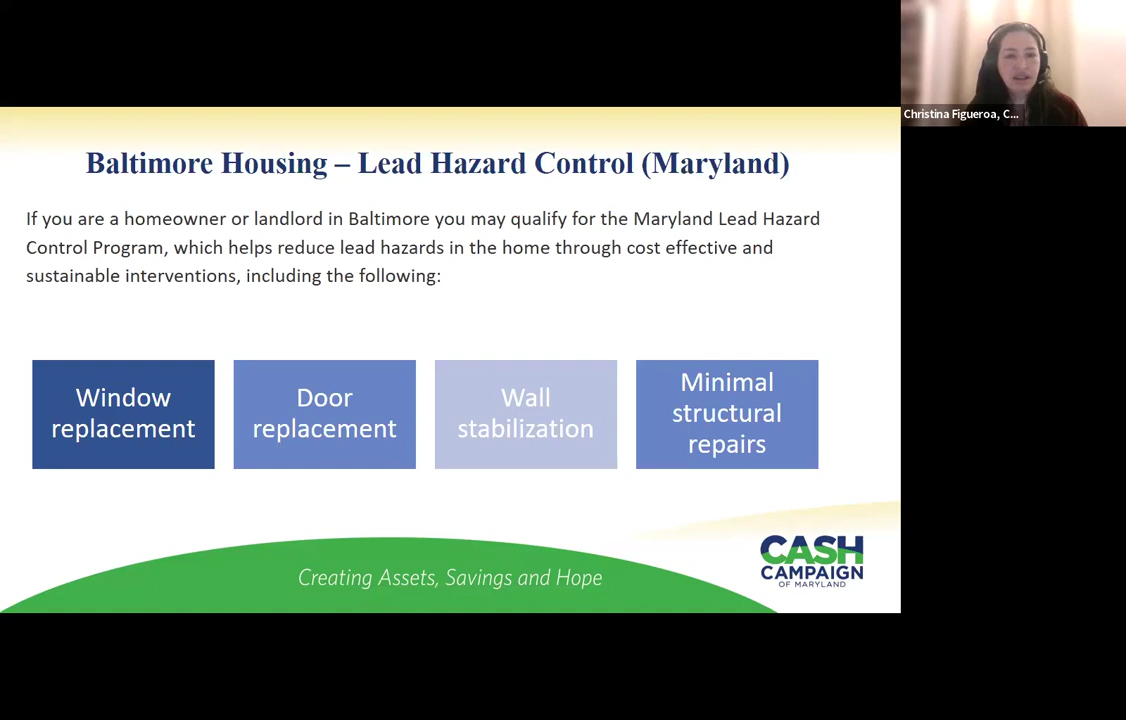 Christina Figueroa, C...
Baltimore Housing – Lead Hazard Control (Maryland)
If you are a homeowner or landlord in Baltimore you may qualify for the Maryland Lead Hazard
Control Program, which helps reduce lead hazards in the home through cost effective and
sustainable interventions, including the following:
Window
replacement
Door
replacement
Wall
stabilization
Minimal
structural
repairs
Creating Assets, Savings and Hope
CASH
CAMPAIGN
OF MARYLAND